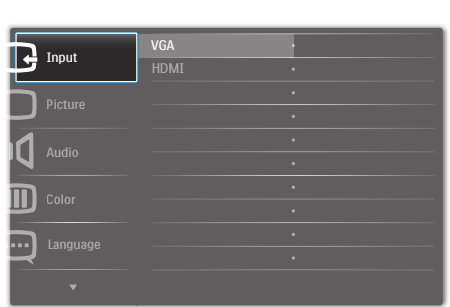 Input
VGA
HDMI
Picture
Audio
Color
Language